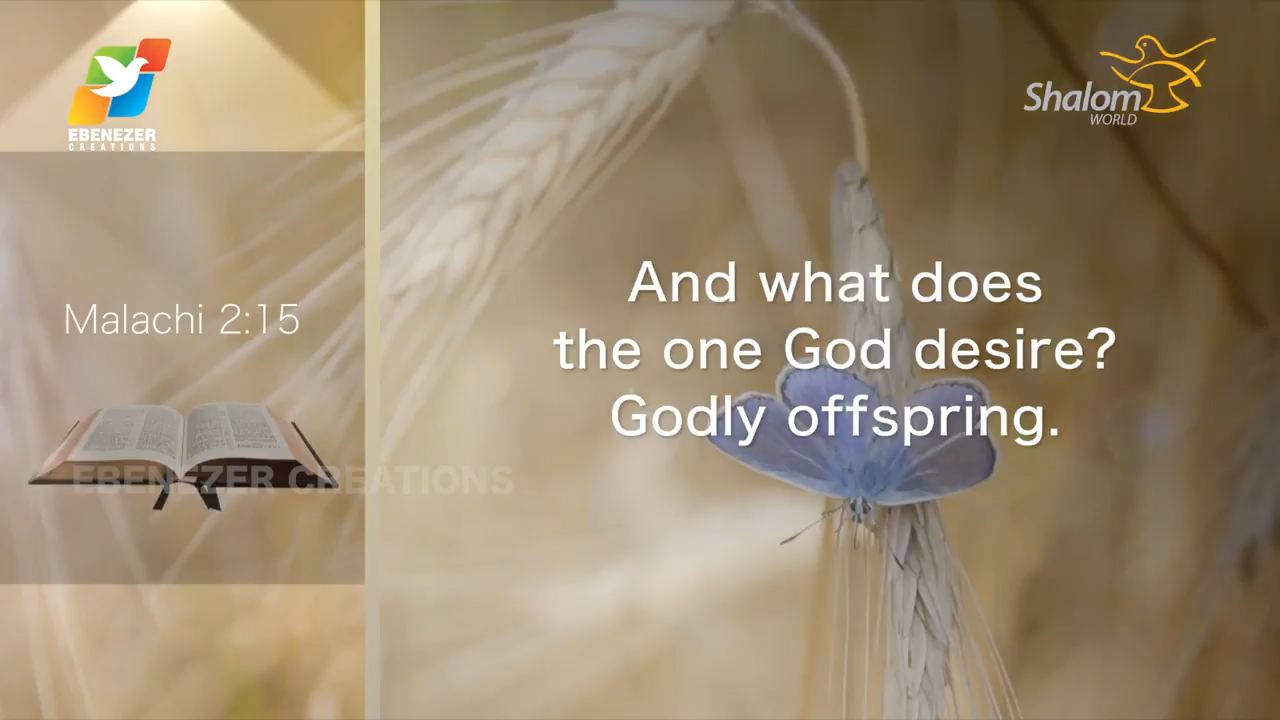 EBENEZER
CREATIONS
Shalom
WORLD
Malachi 2:15
And what does
the one God desire?
Godly offspring.
EBENEZER CREATIONS